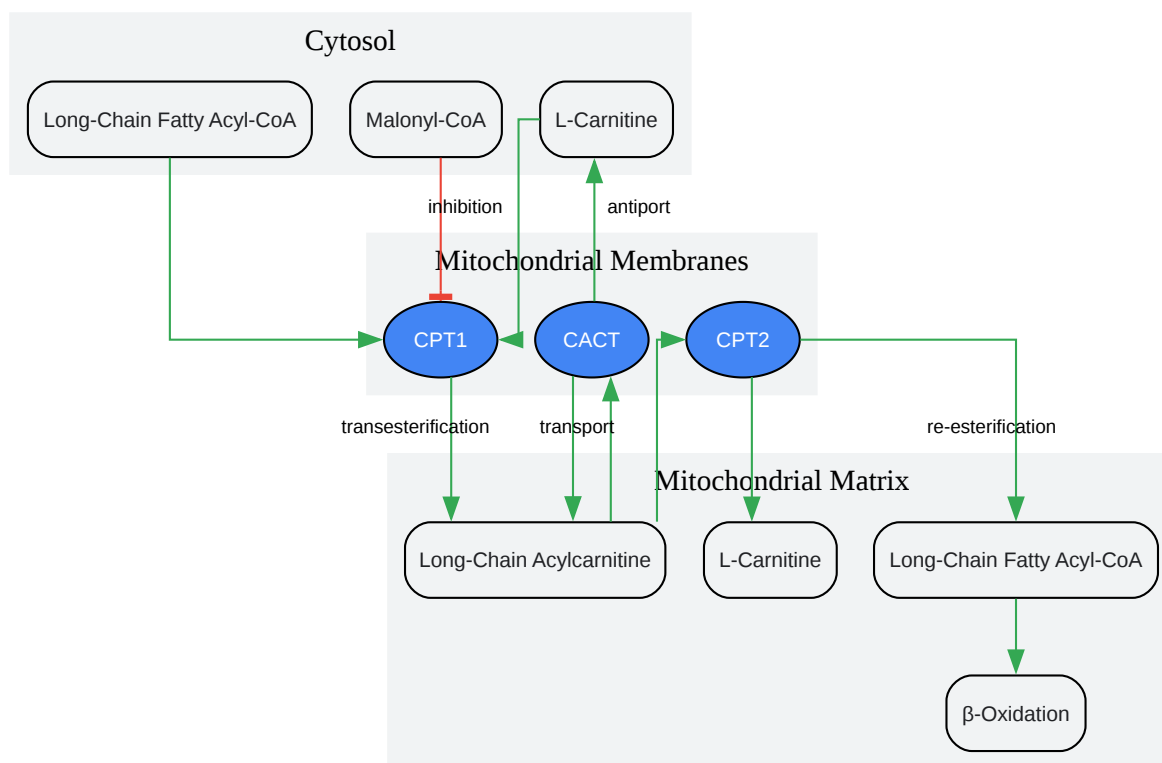 Cytosol
Long-Chain Fatty Acyl-CoA
Malonyl-CoA
L-Carnitine
inhibition
antiport
Mitochondrial Membranes
CPT1
CACT
CPT2
transesterification
transport
re-esterification
Mitochondrial Matrix
Long-Chain Acylcarnitine
L-Carnitine
Long-Chain Fatty Acyl-CoA
β-Oxidation